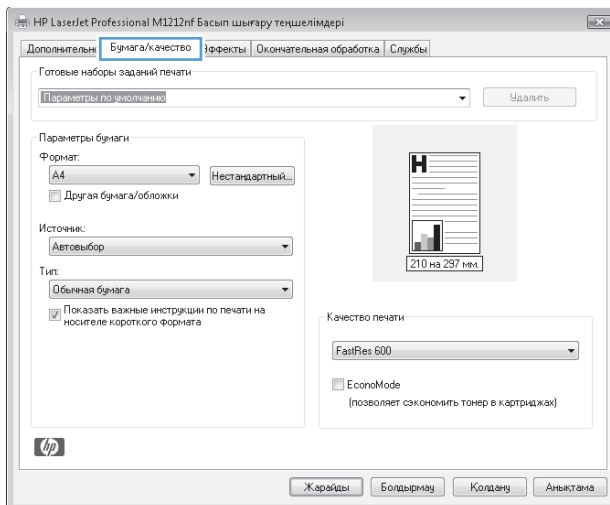 HP LaserJet Professional M1212nf Басып шығару теңшелімдері
Дополнительн Бумага/качество Эффекты Окончательная обработка Службы
Готовые наборы заданий печати
Параметры по умолчанию Удалить
Параметры бумаги
Формат:
A4 Нестандартный...
Другая бумага/обложки
Источник:
Автовыбор
Тип:
Обычная бумага
Показать важные инструкции по печати на
носителе короткого формата
H
210 на 297 мм.
Качество печати
FastRes 600
EconoMode
(позволяет сэкономить тонер в картриджах)
hp
Жарайды Болдырмау Қолдану Анықтама